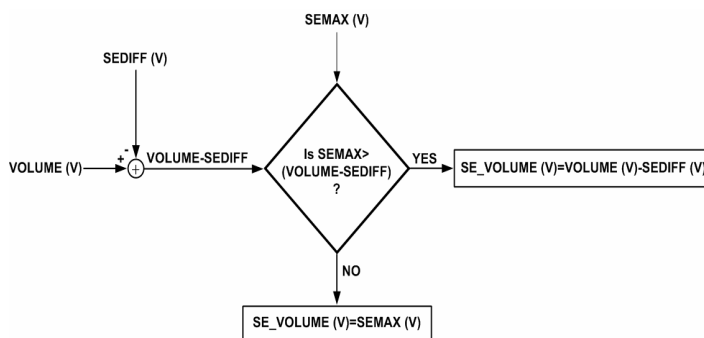 SEMAX (V)
SEDIFF (V)
-
+
VOLUME (V)
+
VOLUME-SEDIFF
Is SEMAX>
(VOLUME-SEDIFF)
?
YES
SE_VOLUME (V)=VOLUME (V)-SEDIFF (V)
NO
SE_VOLUME (V)=SEMAX (V)